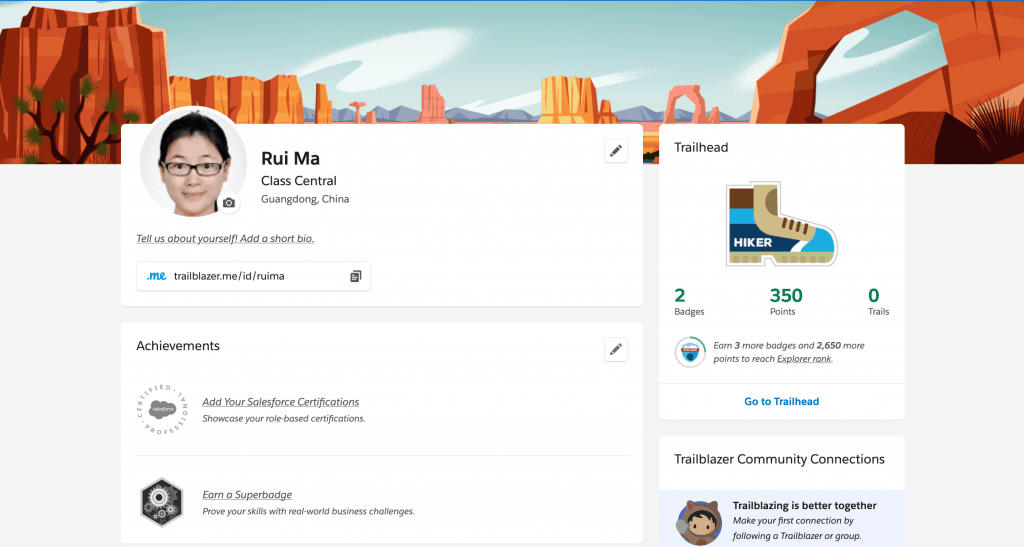 Rui Ma
Class Central
Guangdong, China
Tell us about yourself! Add a short bio.
.me trailblazer.me/id/ruima
Achievements
CERTIFIED · PROFESSIONAL ·
salesforce
Add Your Salesforce Certifications
Showcase your role-based certifications.
Earn a Superbadge
Prove your skills with real-world business challenges.
Trailhead
HIKER
2 350 0
Badges Points Trails
Earn 3 more badges and 2,650 more
points to reach Explorer rank.
Go to Trailhead
Trailblazer Community Connections
Trailblazing is better together
Make your first connection by
following a Trailblazer or group.